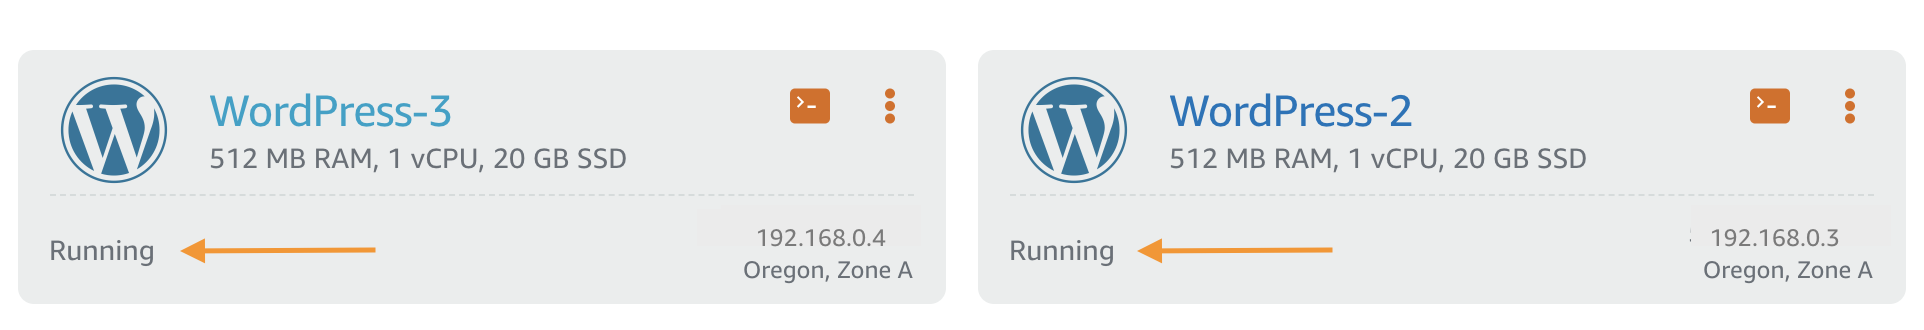 WordPress-3
512 MB RAM, 1 vCPU, 20 GB SSD
Running
192.168.0.4
Oregon, Zone A
WordPress-2
512 MB RAM, 1 vCPU, 20 GB SSD
Running
192.168.0.3
Oregon, Zone A